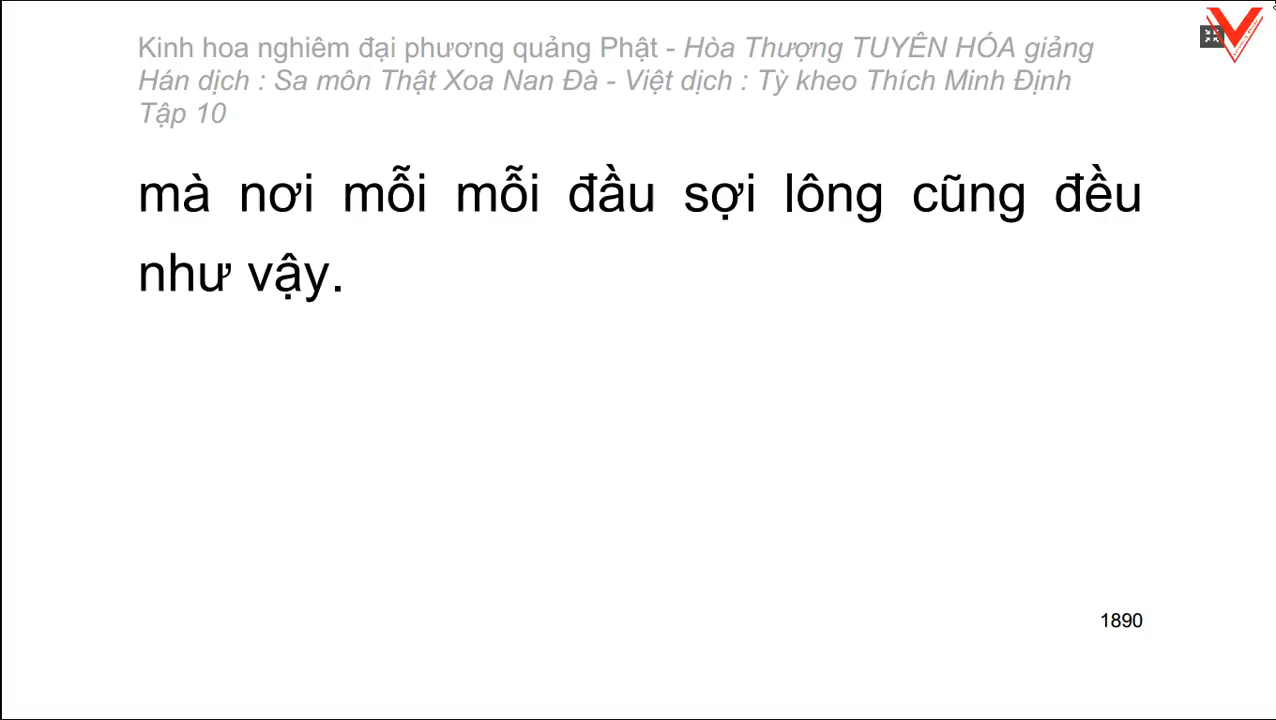 Kinh hoa nghiêm đại phương quảng Phật - Hòa Thượng TUYÊN HÓA giảng
Hán dịch : Sa môn Thật Xoa Nan Đà - Việt dịch : Tỳ kheo Thích Minh Định
Tập 10
mà nơi mỗi mỗi đầu sợi lông cũng đều
như vậy.
1890